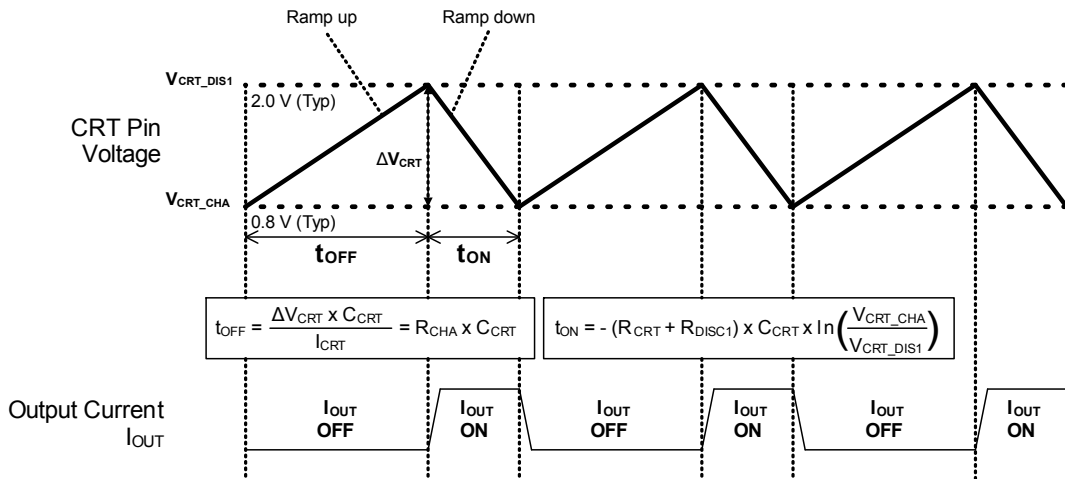 Ramp up
Ramp down
VCRT_DIS1
2.0 V (Typ)
CRT Pin
Voltage
ΔVCRT
VCRT_CHA
0.8 V (Typ)
tOFF
tON
tOFF = ΔVCRT x CCRT / ICRT = RCHA x CCRT
tON = - (RCRT + RDISC1) x CCRT x ln(VCRT_CHA / VCRT_DIS1)
Output Current
IOUT
IOUT
OFF
IOUT
ON
IOUT
OFF
IOUT
ON
IOUT
OFF
IOUT
ON